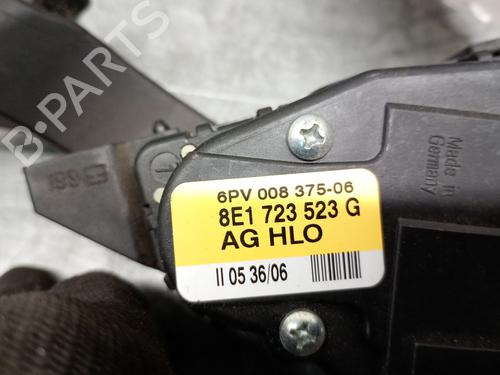 Made in
Germany
6PV 008 375-06
8E1 723 523 G
AG HLO
II 05 36/06
B-PARTS